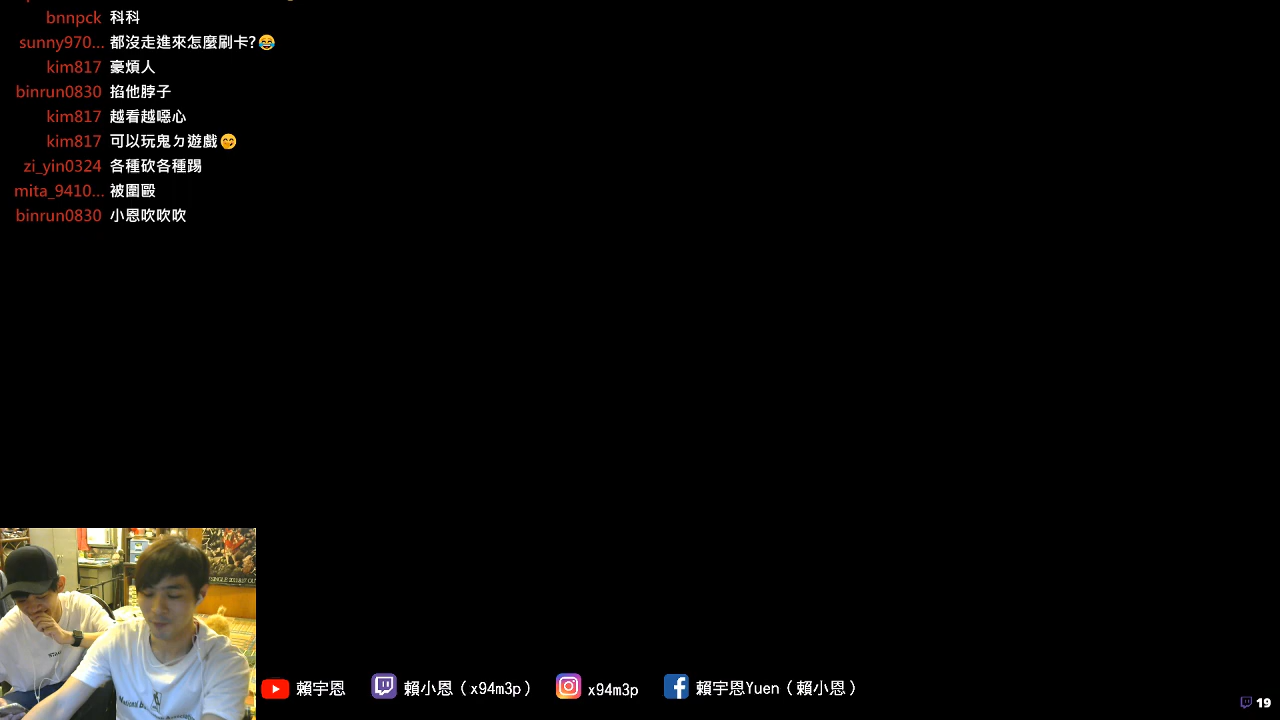 bnnpck 科科
sunny970... 都沒走進來怎麼刷卡?😂
kim817 豪煩人
binrun0830 掐他脖子
kim817 越看越噁心
kim817 可以玩鬼ㄉ遊戲😊
zi_yin0324 各種砍各種踢
mita_9410... 被圍毆
binrun0830 小恩吹吹吹
賴宇恩 賴小恩（x94m3p） x94m3p 賴宇恩Yuen（賴小恩）
19